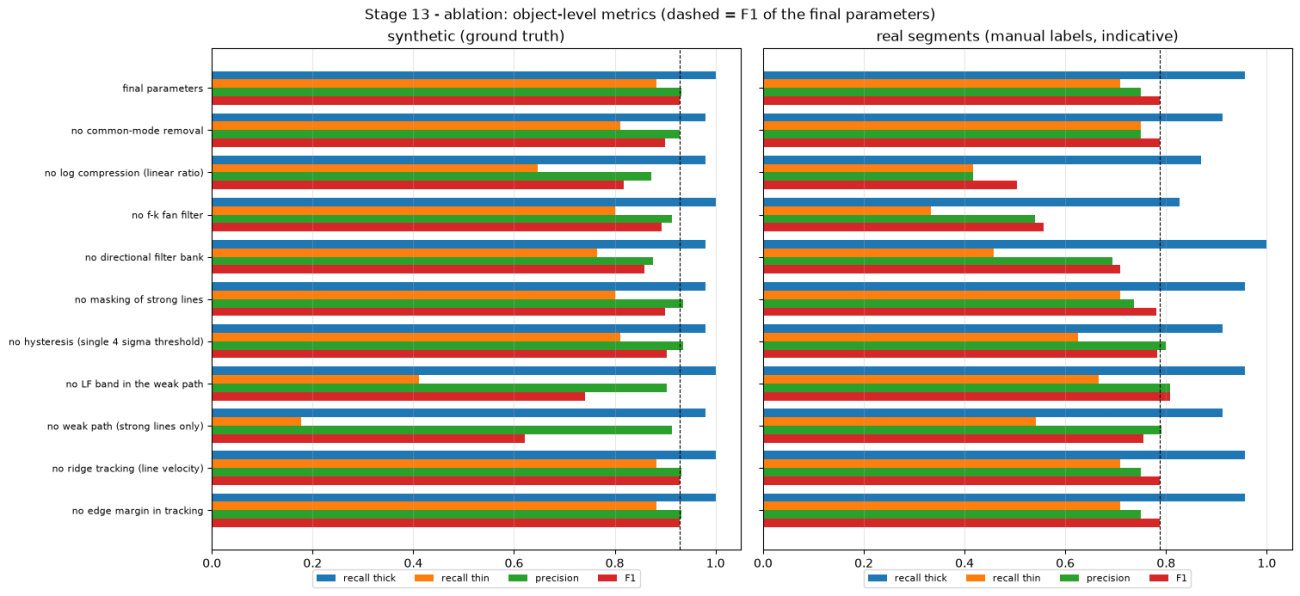 Stage 13 - ablation: object-level metrics (dashed = F1 of the final parameters)
synthetic (ground truth)
real segments (manual labels, indicative)
final parameters
no common-mode removal
no log compression (linear ratio)
no f-k fan filter
no directional filter bank
no masking of strong lines
no hysteresis (single 4 sigma threshold)
no LF band in the weak path
no weak path (strong lines only)
no ridge tracking (line velocity)
no edge margin in tracking
0.0 0.2 0.4 0.6 0.8 1.0
0.0 0.2 0.4 0.6 0.8 1.0
recall thick recall thin precision F1
recall thick recall thin precision F1